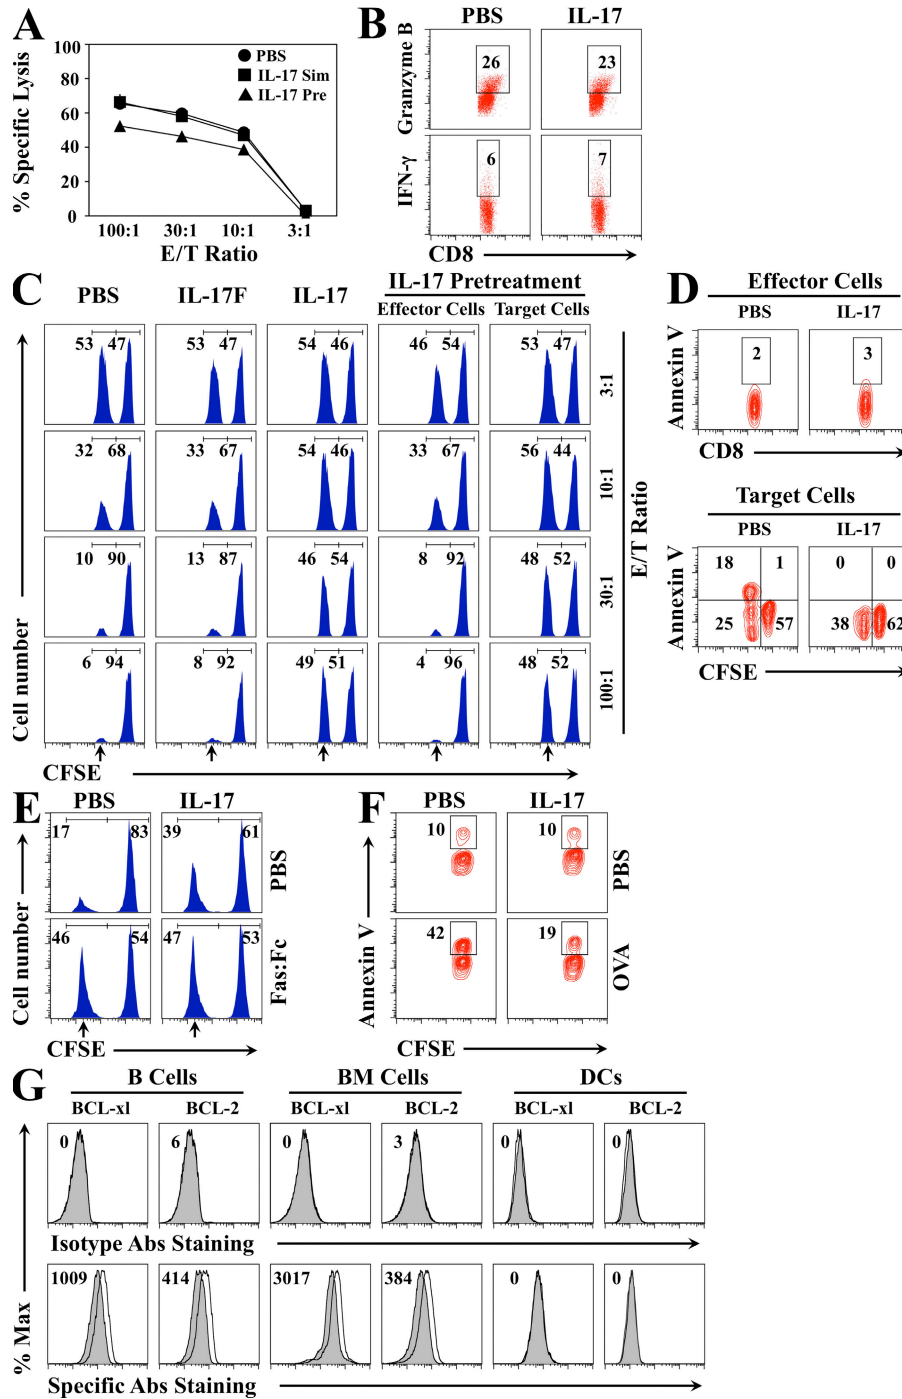 A
% Specific Lysis
100
80
60
40
20
0
PBS
IL-17 Sim
IL-17 Pre
100:1 30:1 10:1 3:1
E/T Ratio
B
PBS IL-17
Granzyme B
26 23
IFN-γ
6 7
CD8
C
PBS IL-17F IL-17 IL-17 Pretreatment
Effector Cells Target Cells
53 47 53 47 54 46 46 54 53 47
3:1
32 68 33 67 54 46 33 67 56 44
10:1
10 90 13 87 46 54 8 92 48 52
30:1
6 94 8 92 49 51 4 96 48 52
100:1
E/T Ratio
Cell number
CFSE
D
Effector Cells
PBS IL-17
Annexin V
2 3
CD8
Target Cells
PBS IL-17
Annexin V
18 1 0 0
25 57 38 62
CFSE
E
PBS IL-17
17 83 39 61
PBS
46 54 47 53
Fas:Fc
Cell number
CFSE
F
PBS IL-17
10 10
PBS
42 19
OVA
Annexin V
CFSE
G
B Cells BM Cells DCs
BCL-xl BCL-2 BCL-xl BCL-2 BCL-xl BCL-2
0 6 0 3 0 0
Isotype Abs Staining
1009 414 3017 384 0 0
% Max
Specific Abs Staining